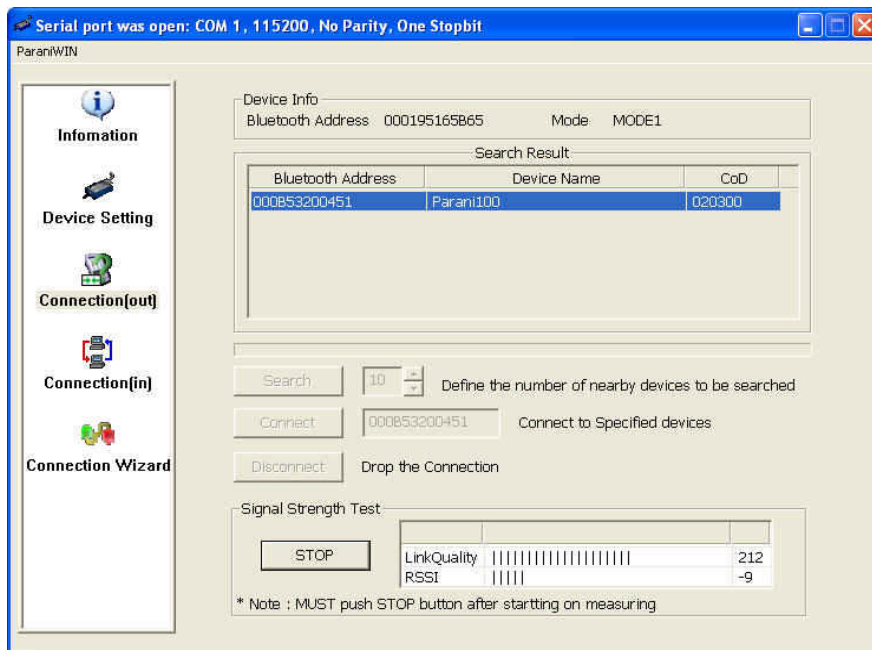 Serial port was open: COM 1, 115200, No Parity, One Stopbit
ParaniWIN
Infomation
Device Setting
Connection(out)
Connection(in)
Connection Wizard
Device Info
Bluetooth Address 000195165B65 Mode MODE1
Search Result
Bluetooth Address Device Name CoD
000B53200451 Parani100 020300
Search 10 Define the number of nearby devices to be searched
Connect 000B53200451 Connect to Specified devices
Disconnect Drop the Connection
Signal Strength Test
STOP
LinkQuality |||||||||||||||||||| 212
RSSI ||||| -9
* Note : MUST push STOP button after startting on measuring